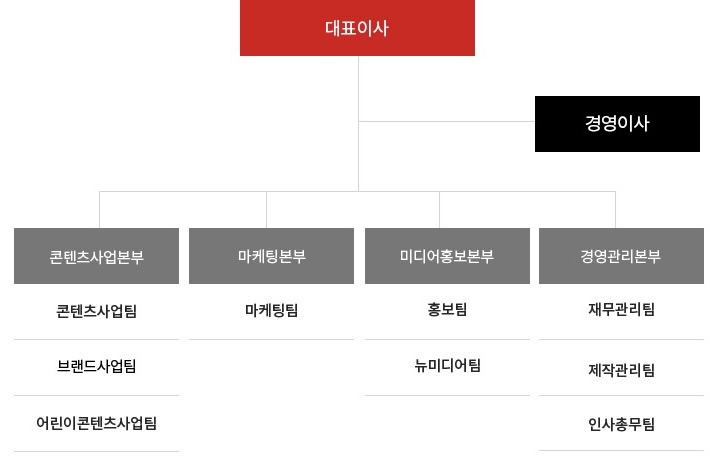 대표이사
경영이사
콘텐츠사업본부
마케팅본부
미디어홍보본부
경영관리본부
콘텐츠사업팀
마케팅팀
홍보팀
재무관리팀
브랜드사업팀
뉴미디어팀
제작관리팀
어린이콘텐츠사업팀
인사총무팀